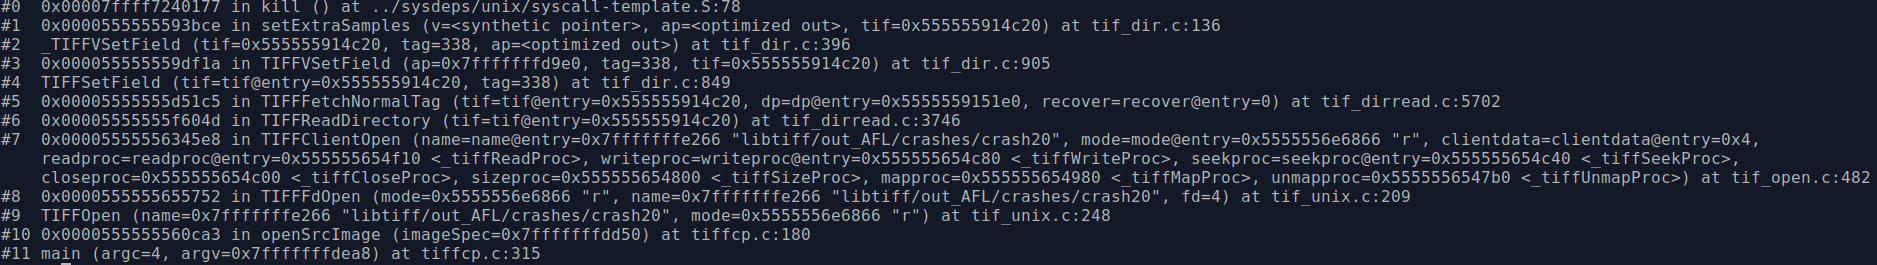 #0  0x00007ffff7240177 in kill () at ../sysdeps/unix/syscall-template.S:78
#1  0x0000555555593bce in setExtraSamples (v=<synthetic pointer>, ap=<optimized out>, tif=0x555555914c20) at tif_dir.c:136
#2  _TIFFVSetField (tif=0x555555914c20, tag=338, ap=<optimized out>) at tif_dir.c:396
#3  0x000055555559df1a in TIFFVSetField (ap=0x7fffffffd9e0, tag=338, tif=0x555555914c20) at tif_dir.c:905
#4  TIFFSetField (tif=tif@entry=0x555555914c20, tag=338) at tif_dir.c:849
#5  0x00005555555d51c5 in TIFFFetchNormalTag (tif=tif@entry=0x555555914c20, dp=dp@entry=0x5555559151e0, recover=recover@entry=0) at tif_dirread.c:5702
#6  0x00005555555f604d in TIFFReadDirectory (tif=tif@entry=0x555555914c20) at tif_dirread.c:3746
#7  0x00005555556345e8 in TIFFClientOpen (name=name@entry=0x7fffffffe266 "libtiff/out_AFL/crashes/crash20", mode=mode@entry=0x5555556e6866 "r", clientdata=clientdata@entry=0x4,
    readproc=readproc@entry=0x555555654f10 <_tiffReadProc>, writeproc=writeproc@entry=0x555555654c80 <_tiffWriteProc>, seekproc=seekproc@entry=0x555555654c40 <_tiffSeekProc>,
    closeproc=0x555555654c00 <_tiffCloseProc>, sizeproc=0x555555654800 <_tiffSizeProc>, mapproc=0x555555654980 <_tiffMapProc>, unmapproc=0x5555556547b0 <_tiffUnmapProc>) at tif_open.c:482
#8  0x0000555555655752 in TIFFFdOpen (mode=0x5555556e6866 "r", name=0x7fffffffe266 "libtiff/out_AFL/crashes/crash20", fd=4) at tif_unix.c:209
#9  TIFFOpen (name=0x7fffffffe266 "libtiff/out_AFL/crashes/crash20", mode=0x5555556e6866 "r") at tif_unix.c:248
#10 0x0000555555560ca3 in openSrcImage (imageSpec=0x7fffffffdd50) at tiffcp.c:180
#11 main (argc=4, argv=0x7fffffffdea8) at tiffcp.c:315